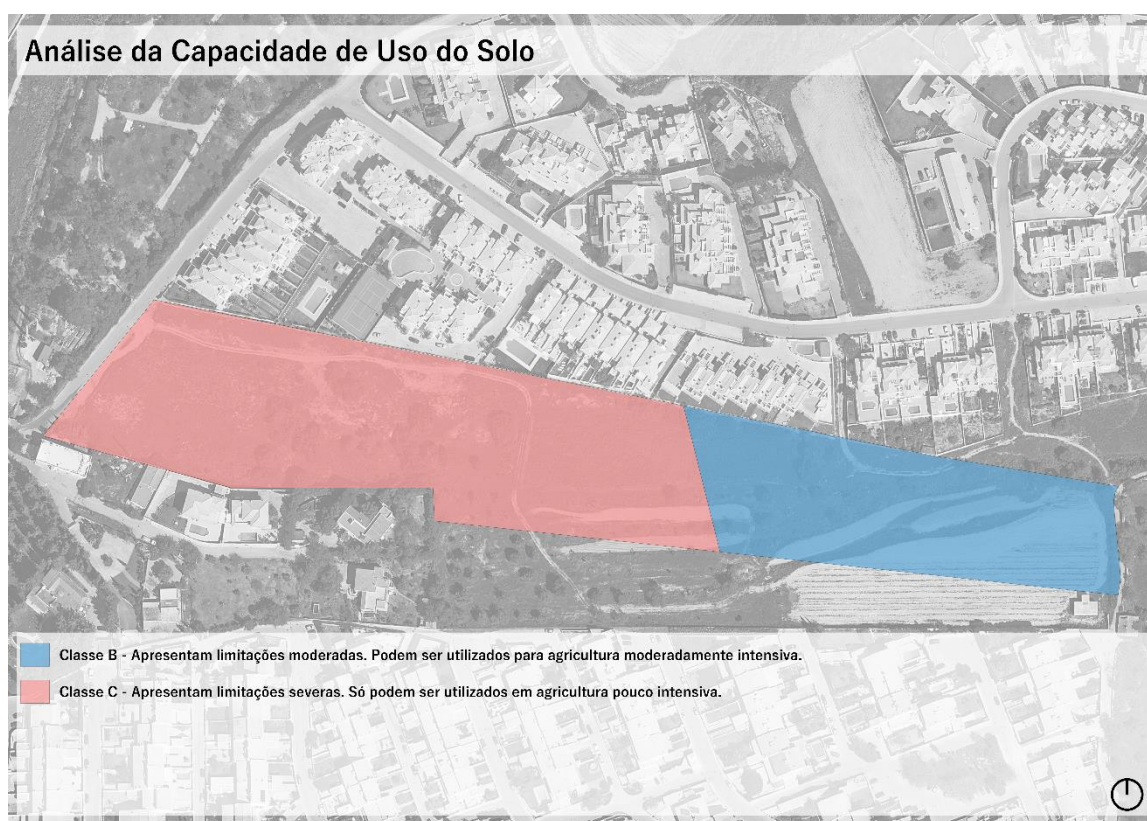 Análise da Capacidade de Uso do Solo
Classe B - Apresentam limitações moderadas. Podem ser utilizados para agricultura moderadamente intensiva.
Classe C - Apresentam limitações severas. Só podem ser utilizados em agricultura pouco intensiva.